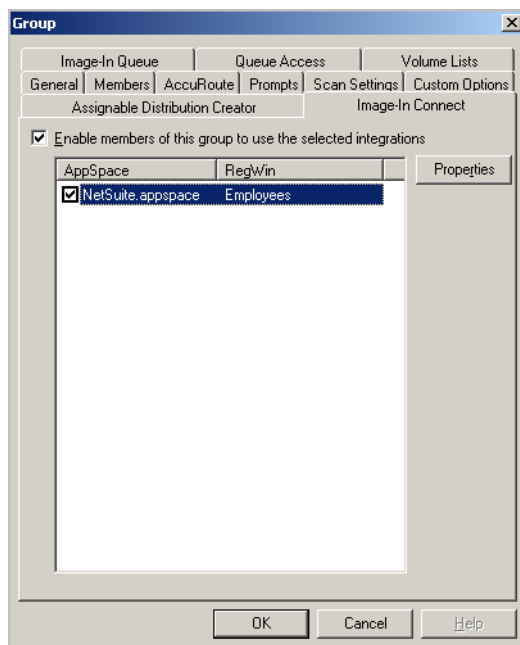 Group
Image-In Queue Queue Access Volume Lists
General Members AccuRoute Prompts Scan Settings Custom Options
Assignable Distribution Creator Image-In Connect
Enable members of this group to use the selected integrations
AppSpace RegWin Properties
NetSuite.appspace Employees
OK Cancel Help